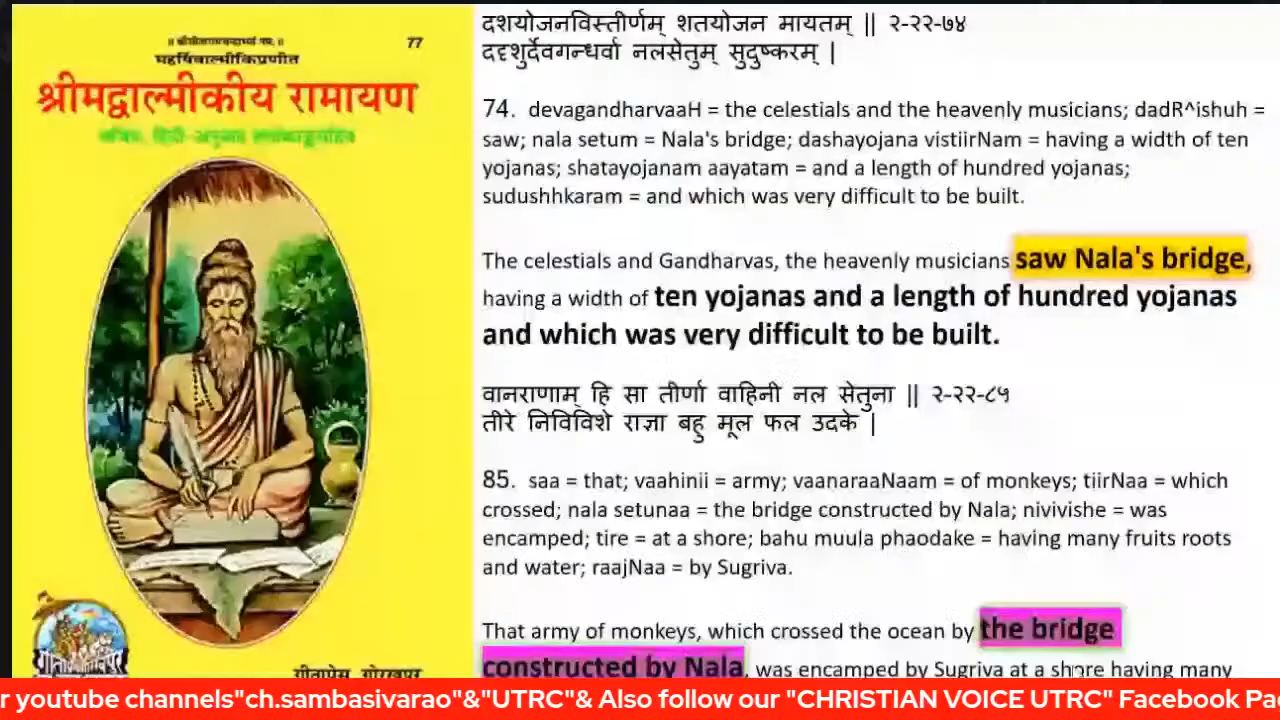 ॥ श्रीसीतारामचन्द्राभ्यां नमः ॥
77
महर्षिवाल्मीकिप्रणीत
श्रीमद्वाल्मीकीय रामायण
गीताप्रेस, गोरखपुर
दशयोजनविस्तीर्णम् शतयोजन मायतम् || २-२२-७४
ददृशुर्देवगन्धर्वा नलसेतुम् सुदुष्करम् |
74. devagandharvaaH = the celestials and the heavenly musicians; dadR^ishuh =
saw; nala setum = Nala's bridge; dashayojana vistiirNam = having a width of ten
yojanas; shatayojanam aayatam = and a length of hundred yojanas;
sudushhkaram = and which was very difficult to be built.
The celestials and Gandharvas, the heavenly musicians saw Nala's bridge,
having a width of ten yojanas and a length of hundred yojanas
and which was very difficult to be built.
वानराणाम् हि सा तीर्णा वाहिनी नल सेतुना || २-२२-८५
तीरे निविविशे राज्ञा बहु मूल फल उदके |
85. saa = that; vaahinii = army; vaanaraaNaam = of monkeys; tiirNaa = which
crossed; nala setunaa = the bridge constructed by Nala; nivivishe = was
encamped; tire = at a shore; bahu muula phaodake = having many fruits roots
and water; raajNaa = by Sugriva.
That army of monkeys, which crossed the ocean by the bridge
constructed by Nala, was encamped by Sugriva at a shore having many
r youtube channels"ch.sambasivarao"&"UTRC"& Also follow our "CHRISTIAN VOICE UTRC" Facebook Pa